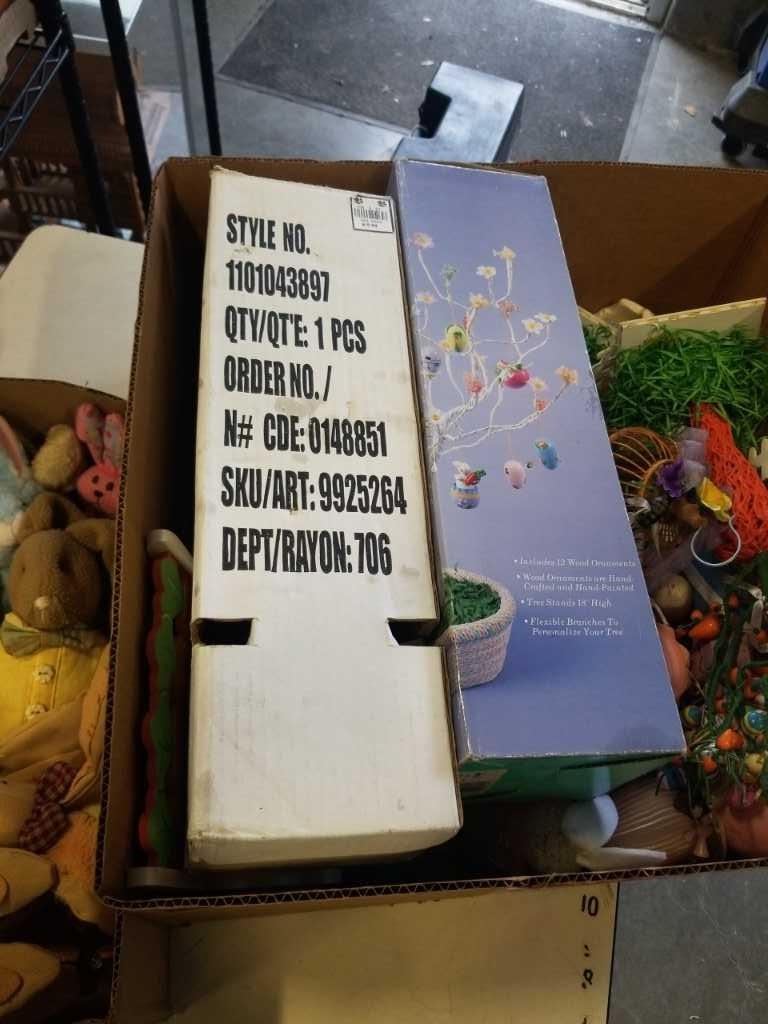 STYLE NO.
1101043897
QTY/QT'E: 1 PCS
ORDER NO. /
N# CDE: 0148851
SKU/ART: 9925264
DEPT/RAYON: 706
• Includes 12 Wood Ornaments
• Wood Ornaments are Hand-
Crafted and Hand-Painted
• Tree Stands 18" High
• Flexible Branches To
Personalize Your Tree
10